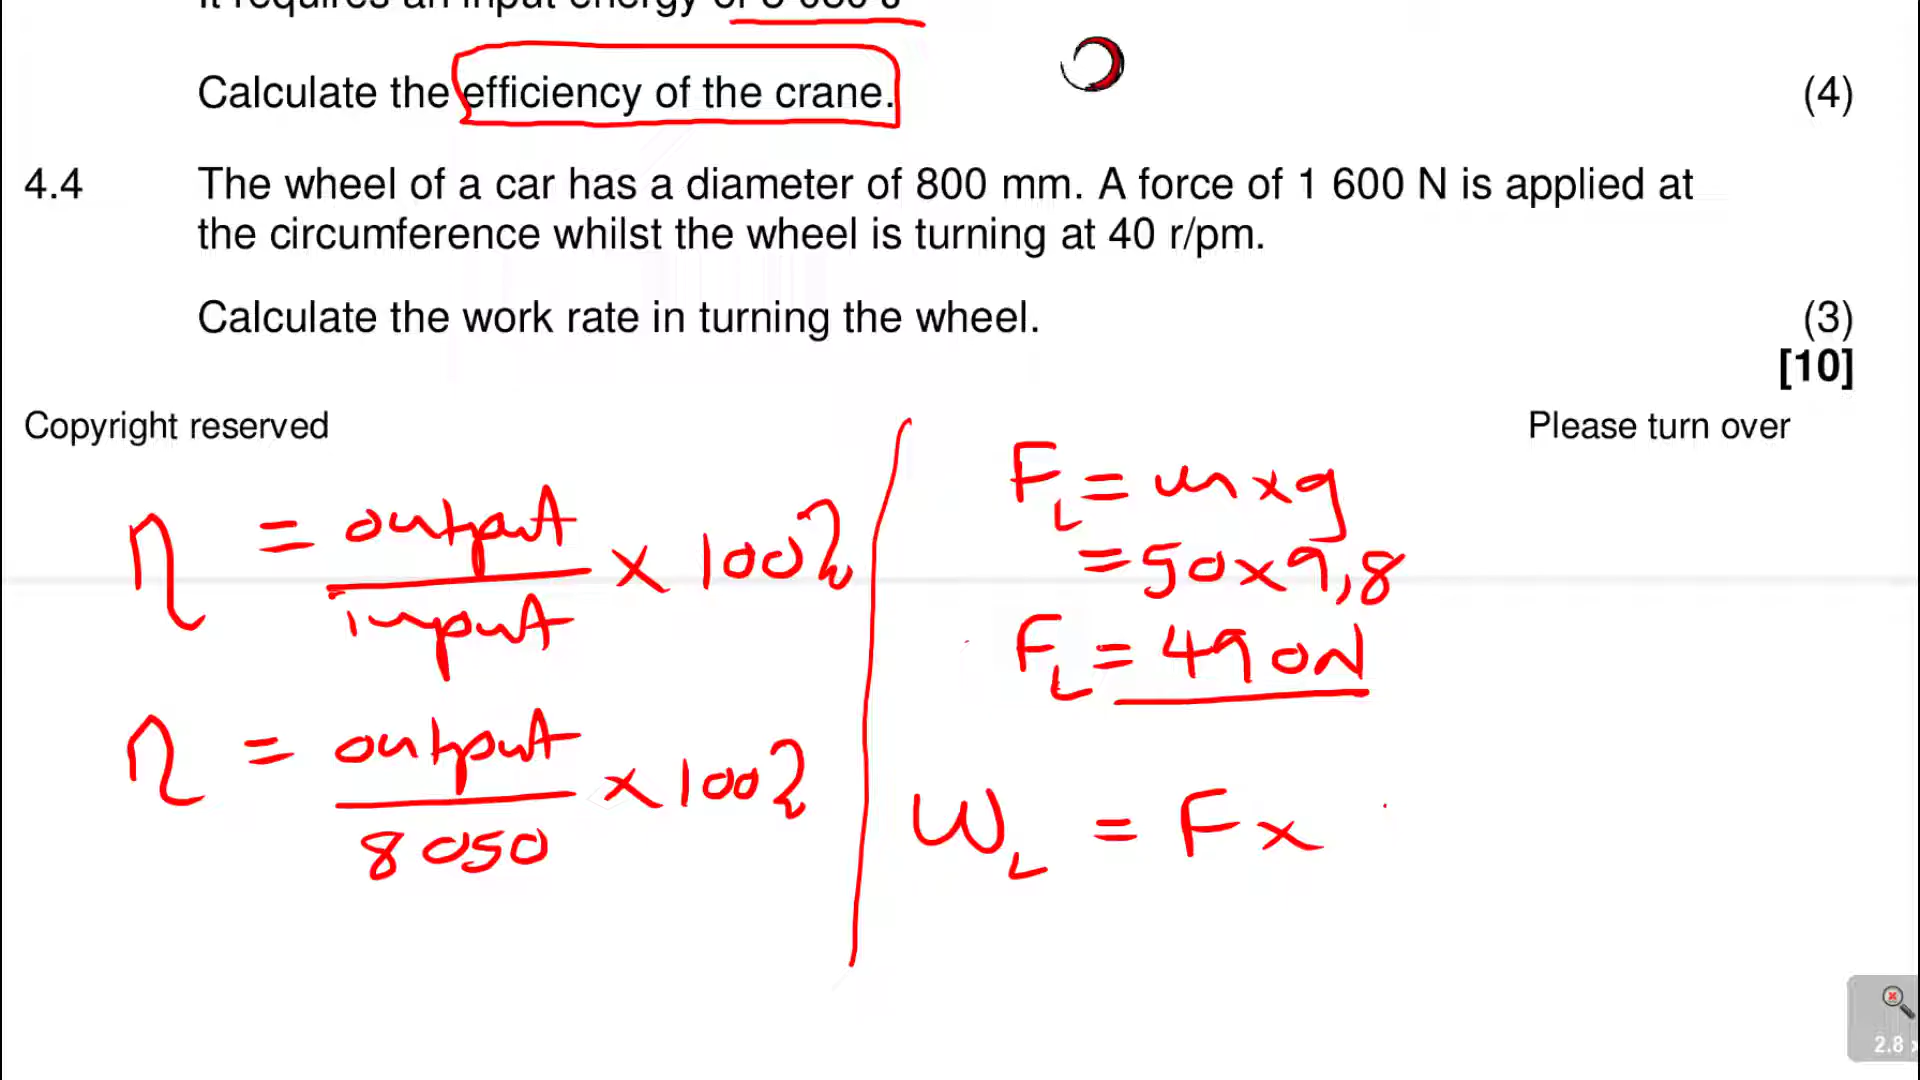 Calculate the efficiency of the crane. (4)
4.4 The wheel of a car has a diameter of 800 mm. A force of 1 600 N is applied at
the circumference whilst the wheel is turning at 40 r/pm.
Calculate the work rate in turning the wheel. (3)
[10]
Copyright reserved Please turn over
η = output / input × 100%
η = output / 8050 × 100%
F_L = m × g
= 50 × 9,8
F_L = 490N
W_L = F ×
2.8 x